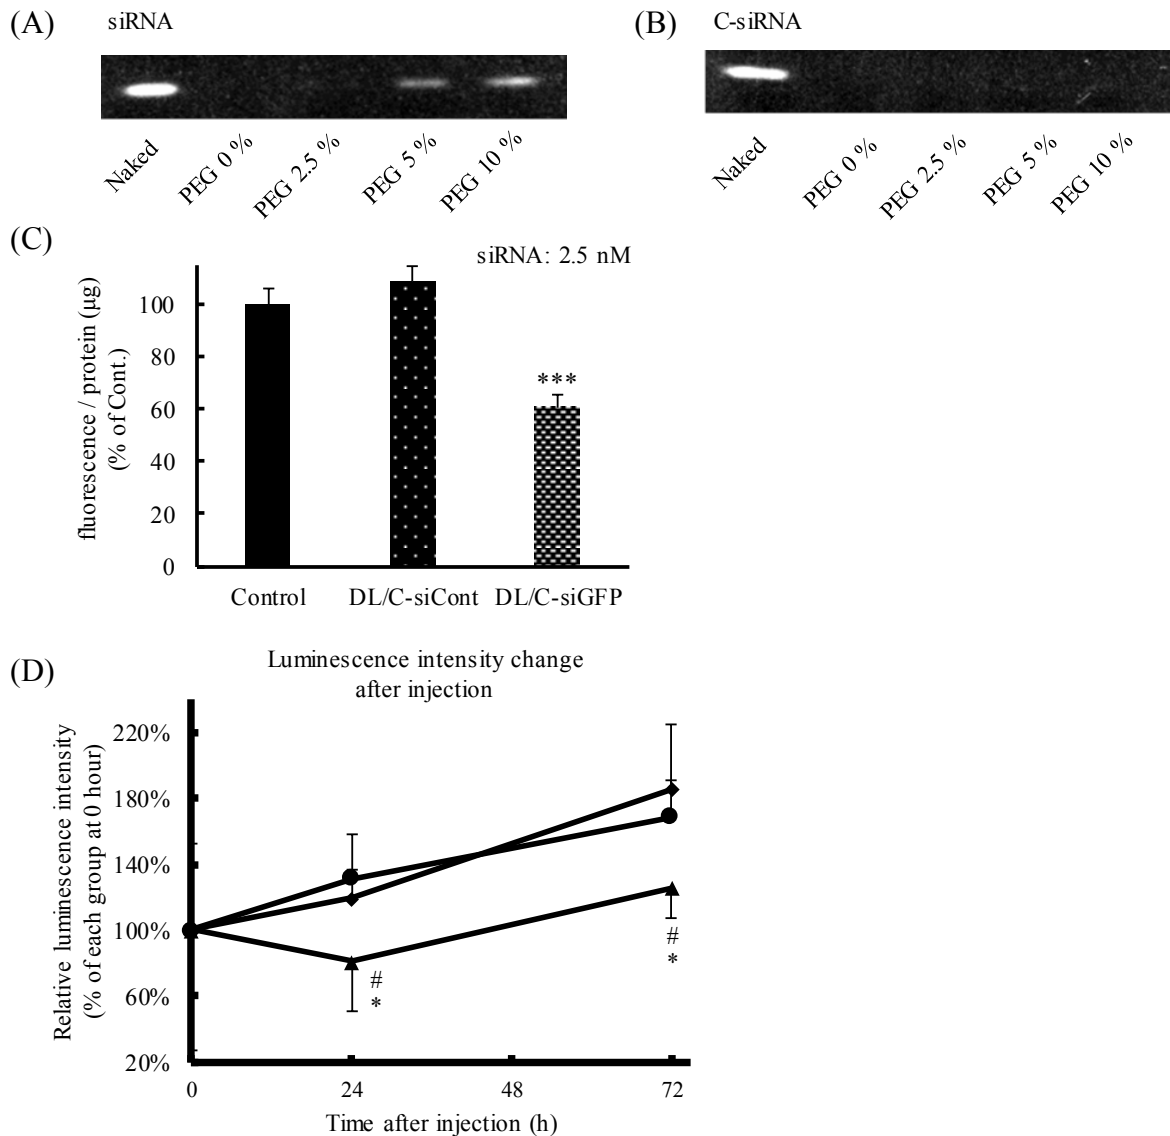 (A)
siRNA
Naked
PEG 0 %
PEG 2.5 %
PEG 5 %
PEG 10 %
(B)
C-siRNA
Naked
PEG 0 %
PEG 2.5 %
PEG 5 %
PEG 10 %
(C)
siRNA: 2.5 nM
fluorescence / protein (µg)
(% of Cont.)
100
80
60
40
20
0
***
Control
DL/C-siCont
DL/C-siGFP
(D)
Luminescence intensity change
after injection
Relative luminescence intensity
(% of each group at 0 hour)
220%
180%
140%
100%
60%
20%
#
*
#
*
0
24
48
72
Time after injection (h)